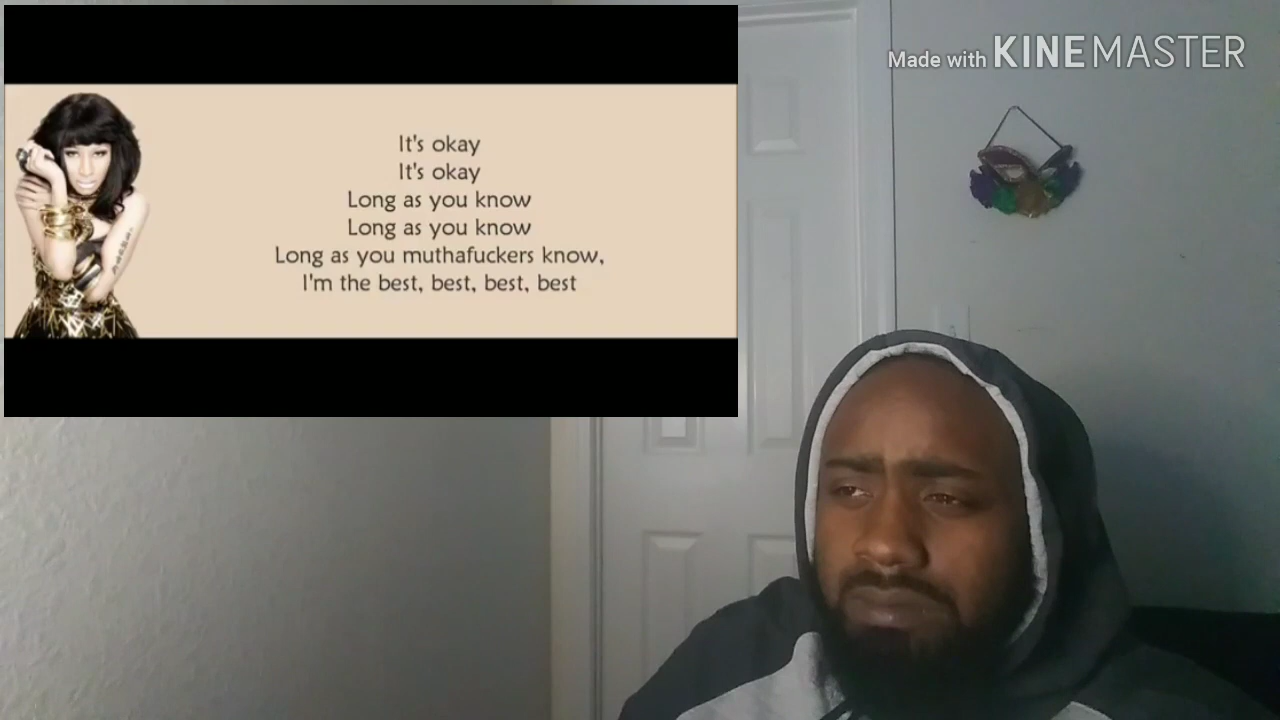 It's okay
It's okay
Long as you know
Long as you know
Long as you muthafuckers know,
I'm the best, best, best, best
Made with KINEMASTER